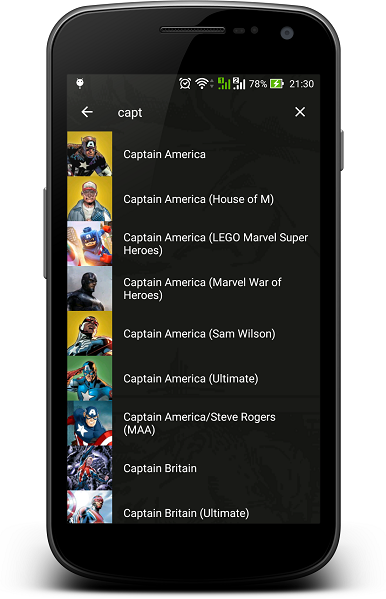 1 2 78% 21:30
capt
Captain America
Captain America (House of M)
Captain America (LEGO Marvel Super
Heroes)
Captain America (Marvel War of
Heroes)
Captain America (Sam Wilson)
Captain America (Ultimate)
Captain America/Steve Rogers
(MAA)
Captain Britain
Captain Britain (Ultimate)